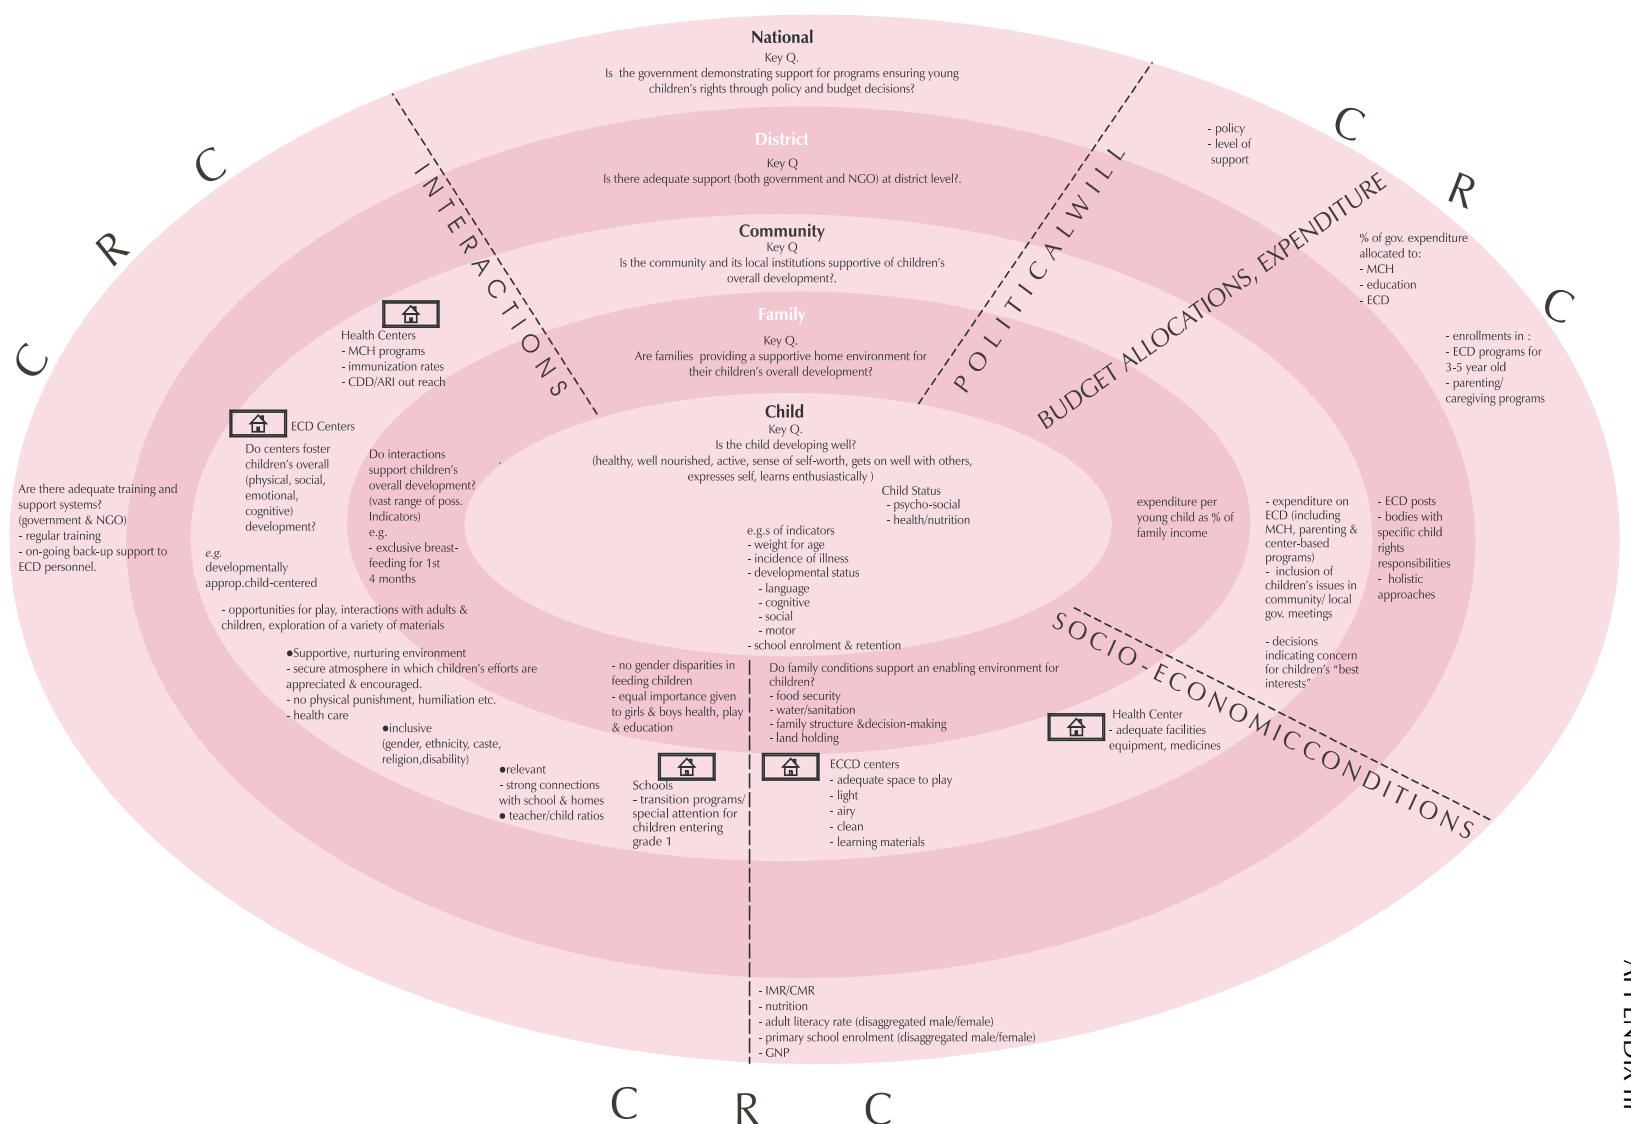 National
Key Q.
Is the government demonstrating support for programs ensuring young
children's rights through policy and budget decisions?
District
Key Q
Is there adequate support (both government and NGO) at district level?.
Community
Key Q
Is the community and its local institutions supportive of children's
overall development?.
Family
Key Q.
Are families providing a supportive home environment for
their children's overall development?
Child
Key Q.
Is the child developing well?
(healthy, well nourished, active, sense of self-worth, gets on well with others,
expresses self, learns enthusiastically )
Child Status
- psycho-social
- health/nutrition
e.g.s of indicators
- weight for age
- incidence of illness
- developmental status
- language
- cognitive
- social
- motor
- school enrolment & retention
C R C
INTERACTIONS
Health Centers
- MCH programs
- immunization rates
- CDD/ARI out reach
ECD Centers
Do centers foster
children's overall
(physical, social,
emotional,
cognitive)
development?
e.g.
developmentally
approp.child-centered
Do interactions
support children's
overall development?
(vast range of poss.
Indicators)
e.g.
- exclusive breast-
feeding for 1st
4 months
Are there adequate training and
support systems?
(government & NGO)
- regular training
- on-going back-up support to
ECD personnel.
- opportunities for play, interactions with adults &
children, exploration of a variety of materials
●Supportive, nurturing environment
- secure atmosphere in which children's efforts are
appreciated & encouraged.
- no physical punishment, humiliation etc.
- health care
●inclusive
(gender, ethnicity, caste,
religion,disability)
●relevant
- strong connections
with school & homes
● teacher/child ratios
- no gender disparities in
feeding children
- equal importance given
to girls & boys health, play
& education
Schools
- transition programs/
special attention for
children entering
grade 1
POLITICAL WILL
- policy
- level of
support
C R C
BUDGET ALLOCATIONS, EXPENDITURE
% of gov. expenditure
allocated to:
- MCH
- education
- ECD
- enrollments in :
- ECD programs for
3-5 year old
- parenting/
caregiving programs
expenditure per
young child as % of
family income
- expenditure on
ECD (including
MCH, parenting &
center-based
programs)
- inclusion of
children's issues in
community/ local
gov. meetings
- decisions
indicating concern
for children's "best
interests"
- ECD posts
- bodies with
specific child
rights
responsibilities
- holistic
approaches
SOCIO-ECONOMIC CONDITIONS
Do family conditions support an enabling environment for
children?
- food security
- water/sanitation
- family structure &decision-making
- land holding
Health Center
- adequate facilities
equipment, medicines
ECCD centers
- adequate space to play
- light
- airy
- clean
- learning materials
- IMR/CMR
- nutrition
- adult literacy rate (disaggregated male/female)
- primary school enrolment (disaggregated male/female)
- GNP
C R C
APPENDIX III